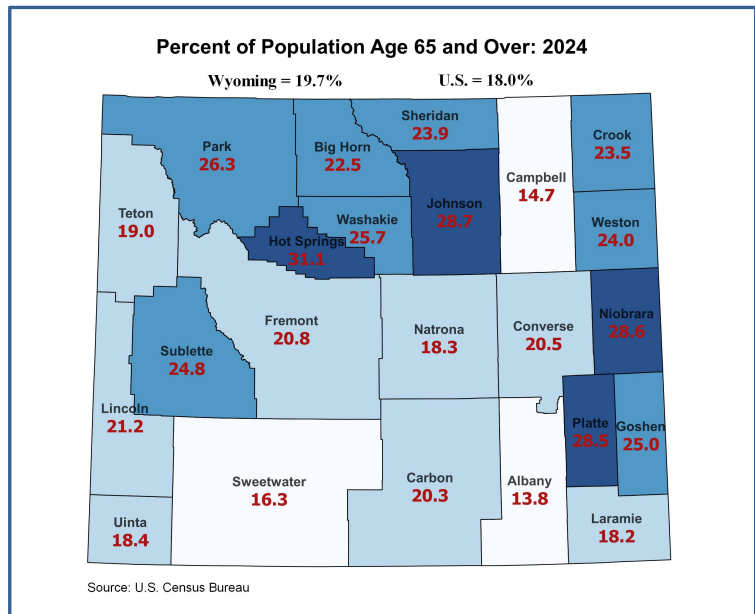 Percent of Population Age 65 and Over: 2024
Wyoming = 19.7% U.S. = 18.0%
Sheridan
23.9
Park
26.3
Big Horn
22.5
Crook
23.5
Campbell
14.7
Johnson
28.7
Teton
19.0
Washakie
25.7
Weston
24.0
Hot Springs
31.1
Fremont
20.8
Natrona
18.3
Converse
20.5
Niobrara
28.6
Sublette
24.8
Lincoln
21.2
Platte
28.5
Goshen
25.0
Sweetwater
16.3
Carbon
20.3
Albany
13.8
Uinta
18.4
Laramie
18.2
Source: U.S. Census Bureau